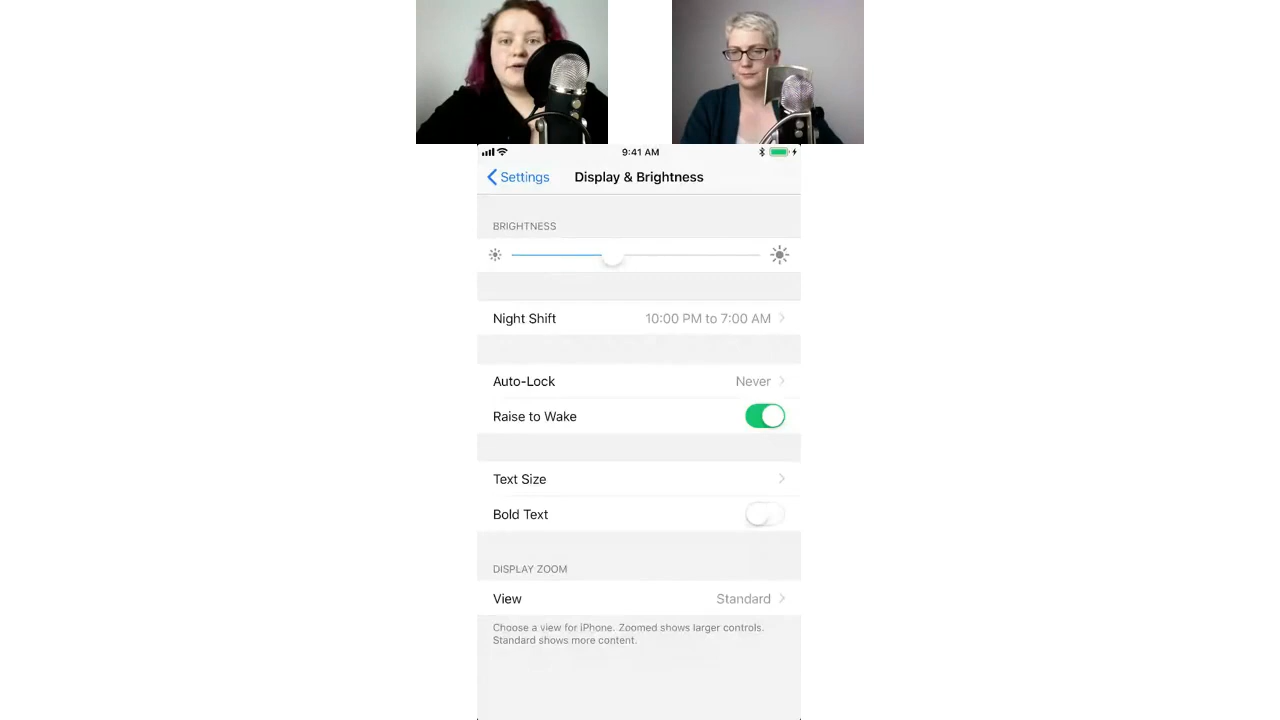 9:41 AM
Settings Display & Brightness
BRIGHTNESS
Night Shift 10:00 PM to 7:00 AM
Auto-Lock Never
Raise to Wake
Text Size
Bold Text
DISPLAY ZOOM
View Standard
Choose a view for iPhone. Zoomed shows larger controls.
Standard shows more content.